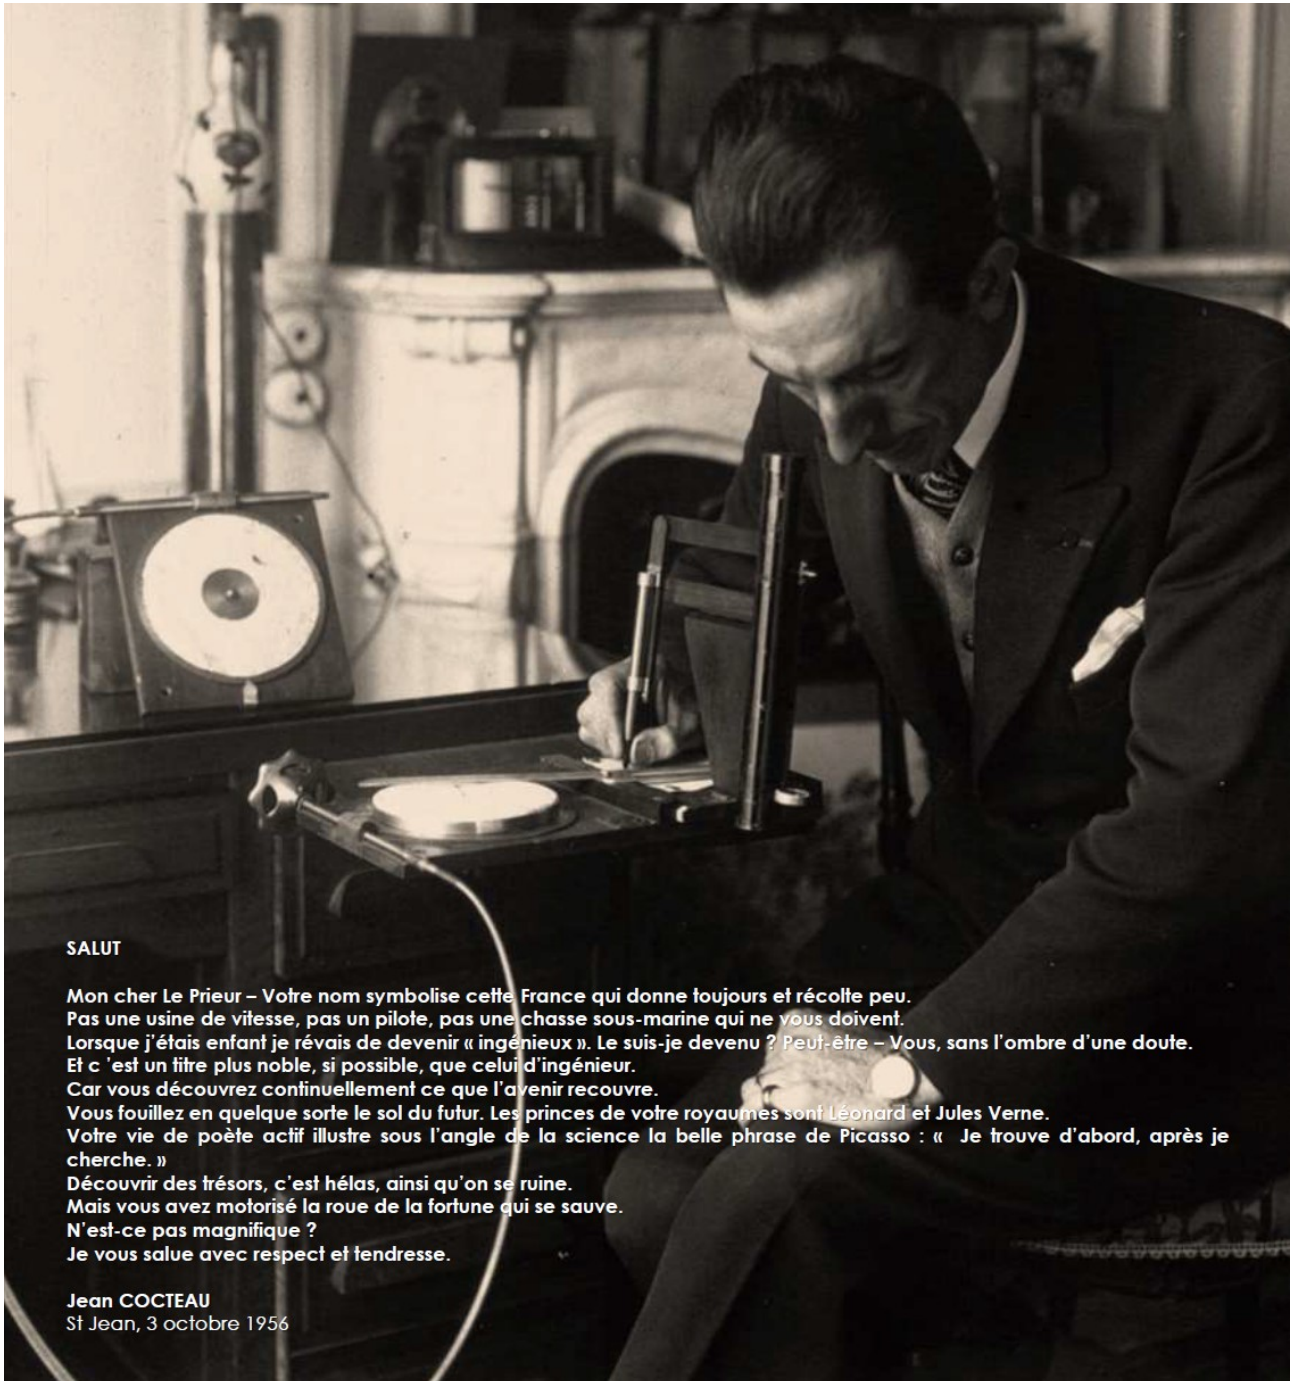 SALUT
Mon cher Le Prieur – Votre nom symbolise cette France qui donne toujours et récolte peu.
Pas une usine de vitesse, pas un pilote, pas une chasse sous-marine qui ne vous doivent.
Lorsque j'étais enfant je révais de devenir « ingénieux ». Le suis-je devenu ? Peut-être – Vous, sans l'ombre d'une doute.
Et c 'est un titre plus noble, si possible, que celui d'ingénieur.
Car vous découvrez continuellement ce que l'avenir recouvre.
Vous fouillez en quelque sorte le sol du futur. Les princes de votre royaumes sont Léonard et Jules Verne.
Votre vie de poète actif illustre sous l'angle de la science la belle phrase de Picasso : « Je trouve d'abord, après je
cherche. »
Découvrir des trésors, c'est hélas, ainsi qu'on se ruine.
Mais vous avez motorisé la roue de la fortune qui se sauve.
N'est-ce pas magnifique ?
Je vous salue avec respect et tendresse.
Jean COCTEAU
St Jean, 3 octobre 1956